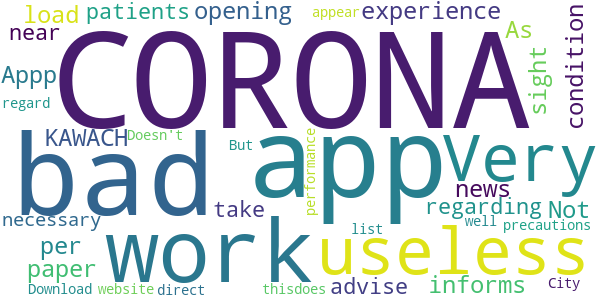 load patients opening appear experience
near CORONA As sight condition
Appp
regard
KAWACH Doesn't
bad app Very
But performance news
necessary work take regarding Not
list well precautions
per useless
paper advise informs City
Download website direct thisdoes